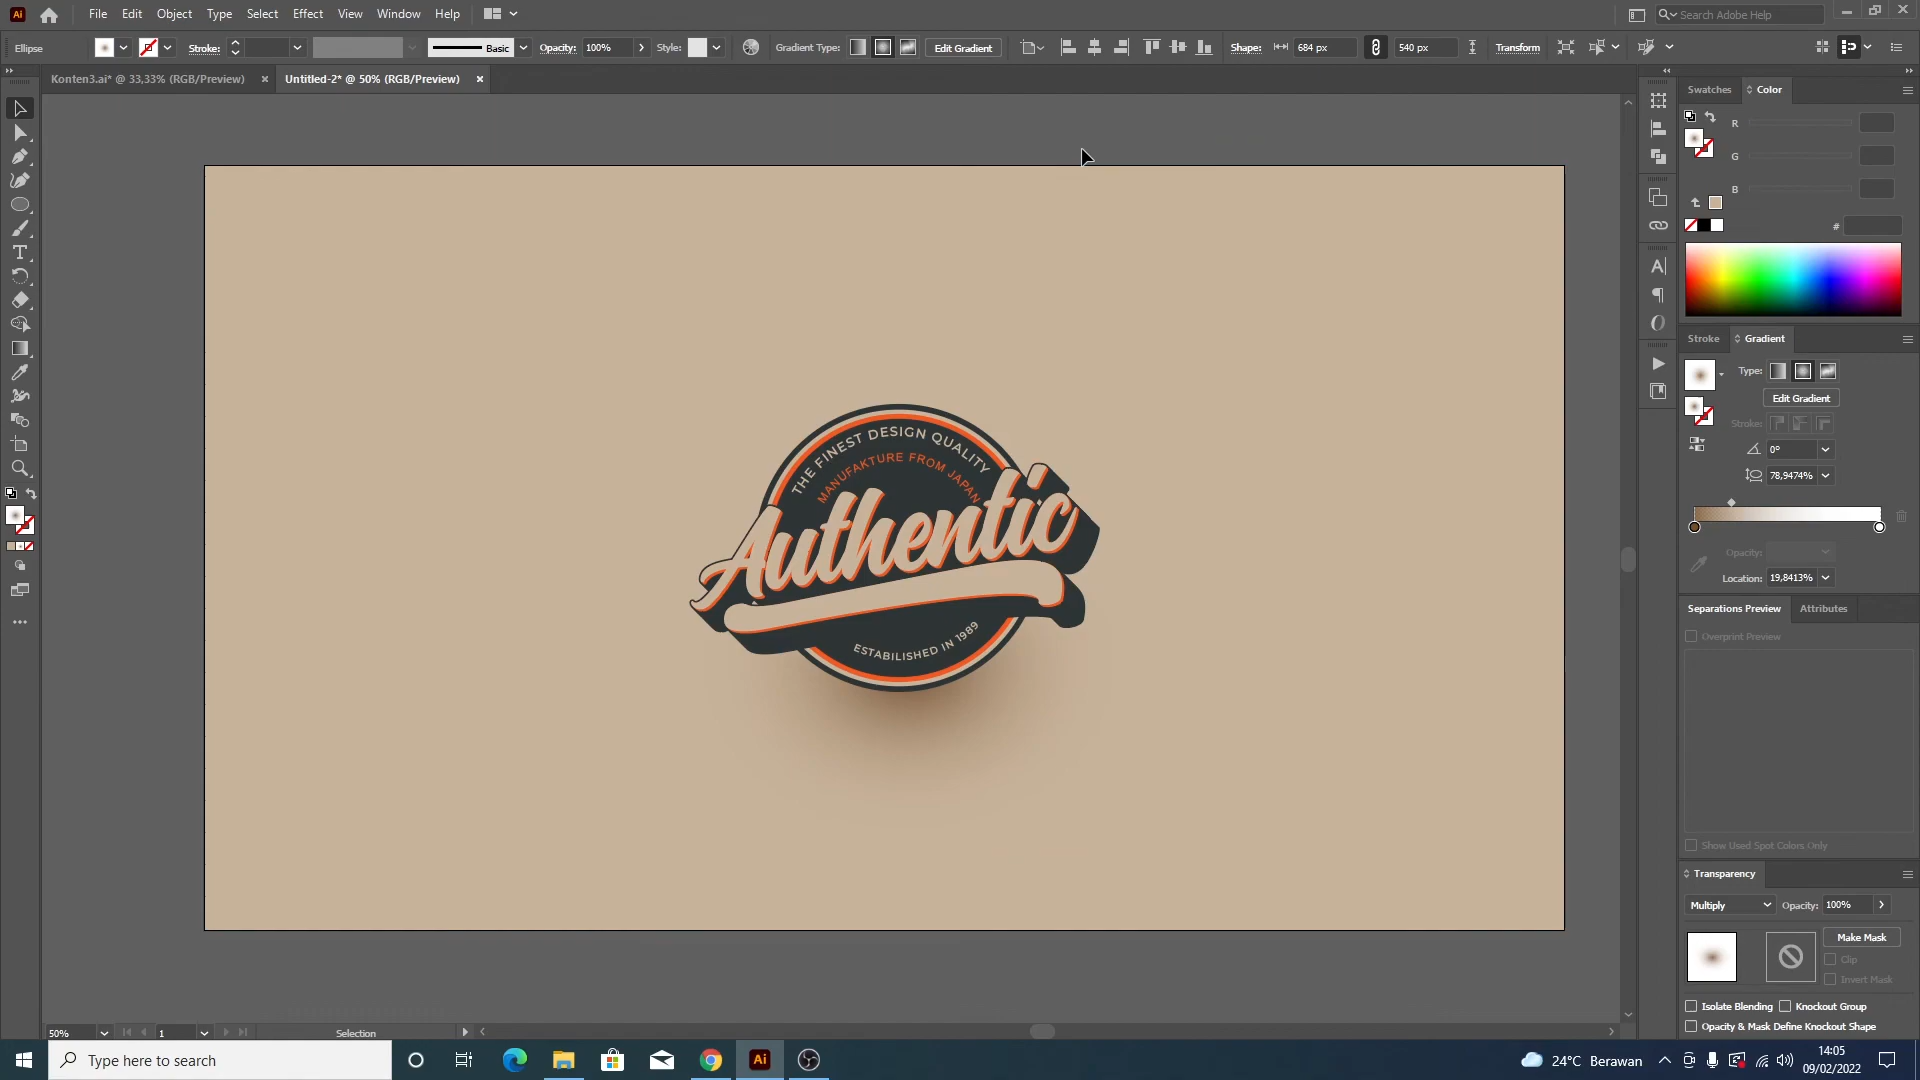 File Edit Object Type Select Effect View Window Help
Search Adobe Help
Ellipse Stroke: Basic Opacity: 100% Style: Gradient Type: Edit Gradient Shape: 684 px 540 px Transform
Konten3.ai* @ 33,33% (RGB/Preview) × Untitled-2* @ 50% (RGB/Preview) ×
Swatches Color
R
G
B
#
Stroke Gradient
Type:
Edit Gradient
Stroke:
0°
78,9474%
Opacity:
Location: 19,8413%
Separations Preview Attributes
Overprint Preview
Show Used Spot Colors Only
Transparency
Multiply Opacity: 100%
Make Mask
Clip
Invert Mask
Isolate Blending Knockout Group
Opacity & Mask Define Knockout Shape
THE FINEST DESIGN QUALITY
MANUFAKTURE FROM JAPAN
Authentic
ESTABILISHED IN 1989
50% 1 Selection
Type here to search
Ai
24°C Berawan
14:05
09/02/2022